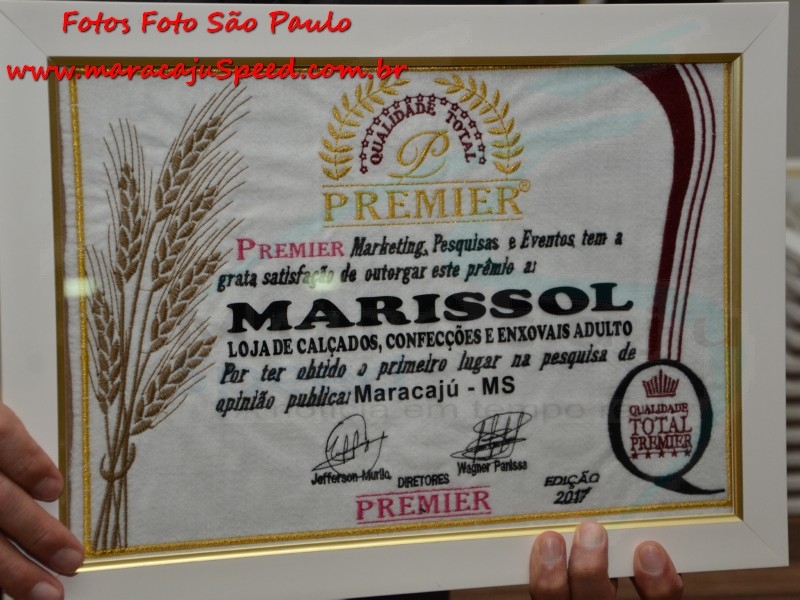 Fotos Foto São Paulo
www.maracajuSpeed.com.br
QUALIDADE TOTAL
P
PREMIER®
PREMIER Marketing, Pesquisas e Eventos, tem a
grata satisfação de outorgar este prêmio a:
MARISSOL
LOJA DE CALÇADOS, CONFECÇÕES E ENXOVAIS ADULTO
Por ter obtido o primeiro lugar na pesquisa de
opinião publica: Maracajú - MS
QUALIDADE
TOTAL
PREMIER
Jefferson Murilo
DIRETORES
Wagner Parissa
PREMIER
EDIÇÃO
2017
em tempo